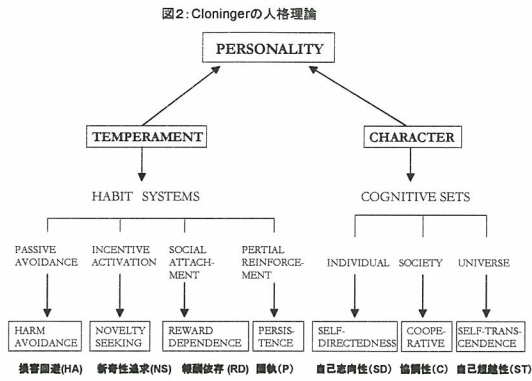 図2:Cloningerの人格理論
PERSONALITY
TEMPERAMENT
CHARACTER
HABIT SYSTEMS
COGNITIVE SETS
PASSIVE
AVOIDANCE
INCENTIVE
ACTIVATION
SOCIAL
ATTACH-
MENT
PERTIAL
REINFORCE-
MENT
INDIVIDUAL
SOCIETY
UNIVERSE
HARM
AVOIDANCE
NOVELTY
SEEKING
REWARD
DEPENDENCE
PERSIS-
TENCE
SELF-
DIRECTEDNESS
COOPE-
RATIVE
SELF-TRANS-
CENDENCE
損害回避(HA)
新奇性追求(NS)
報酬依存(RD)
固執(P)
自己志向性(SD)
協調性(C)
自己超越性(ST)